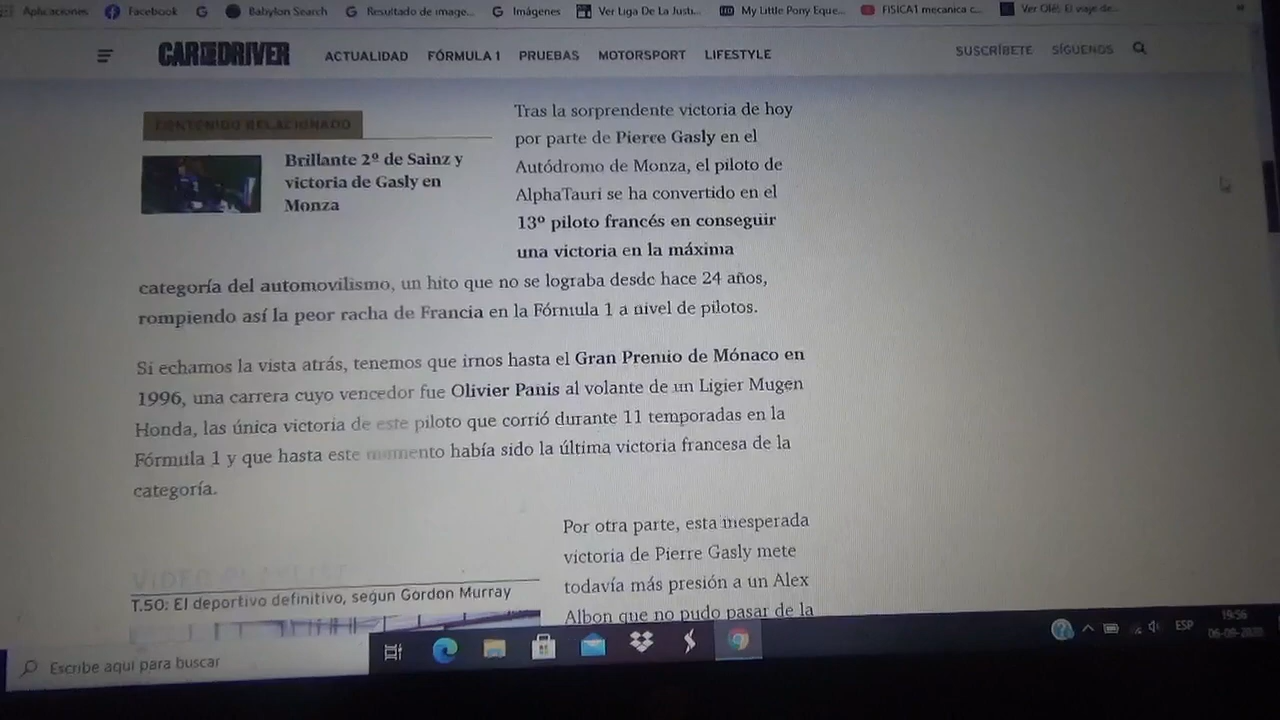 Aplicaciones Facebook Babylon Search Resultado de image... Imágenes Ver Liga De La Justi... My Little Pony Eque... FISICA1 mecanica c... Ver Olé! El viaje de...
CAR AND DRIVER ACTUALIDAD FÓRMULA 1 PRUEBAS MOTORSPORT LIFESTYLE SUSCRÍBETE SÍGUENOS
CONTENIDO RELACIONADO
Brillante 2º de Sainz y
victoria de Gasly en
Monza
Tras la sorprendente victoria de hoy
por parte de Pierre Gasly en el
Autódromo de Monza, el piloto de
AlphaTauri se ha convertido en el
13º piloto francés en conseguir
una victoria en la máxima
categoría del automovilismo, un hito que no se lograba desde hace 24 años,
rompiendo así la peor racha de Francia en la Fórmula 1 a nivel de pilotos.
Si echamos la vista atrás, tenemos que irnos hasta el Gran Premio de Mónaco en
1996, una carrera cuyo vencedor fue Olivier Panis al volante de un Ligier Mugen
Honda, las única victoria de este piloto que corrió durante 11 temporadas en la
Fórmula 1 y que hasta este momento había sido la última victoria francesa de la
categoría.
VIDEO PLAYLIST
T.50: El deportivo definitivo, según Gordon Murray
Por otra parte, esta inesperada
victoria de Pierre Gasly mete
todavía más presión a un Alex
Albon que no pudo pasar de la
Escribe aquí para buscar
ESP
19:56
06-09-2020